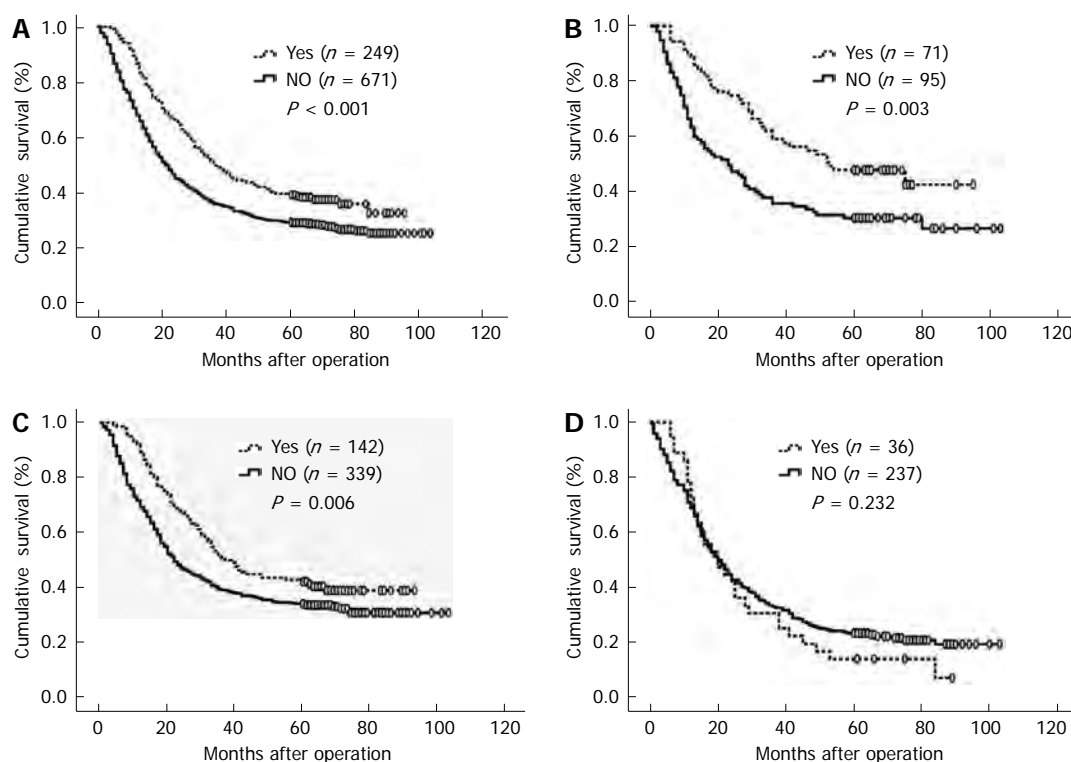 A
Cumulative survival (%)
1.0
0.8
0.6
0.4
0.2
0.0
Yes (n = 249)
NO (n = 671)
P < 0.001
0 20 40 60 80 100 120
Months after operation
B
Cumulative survival (%)
1.0
0.8
0.6
0.4
0.2
0.0
Yes (n = 71)
NO (n = 95)
P = 0.003
0 20 40 60 80 100 120
Months after operation
C
Cumulative survival (%)
1.0
0.8
0.6
0.4
0.2
0.0
Yes (n = 142)
NO (n = 339)
P = 0.006
0 20 40 60 80 100 120
Months after operation
D
Cumulative survival (%)
1.0
0.8
0.6
0.4
0.2
0.0
Yes (n = 36)
NO (n = 237)
P = 0.232
0 20 40 60 80 100 120
Months after operation